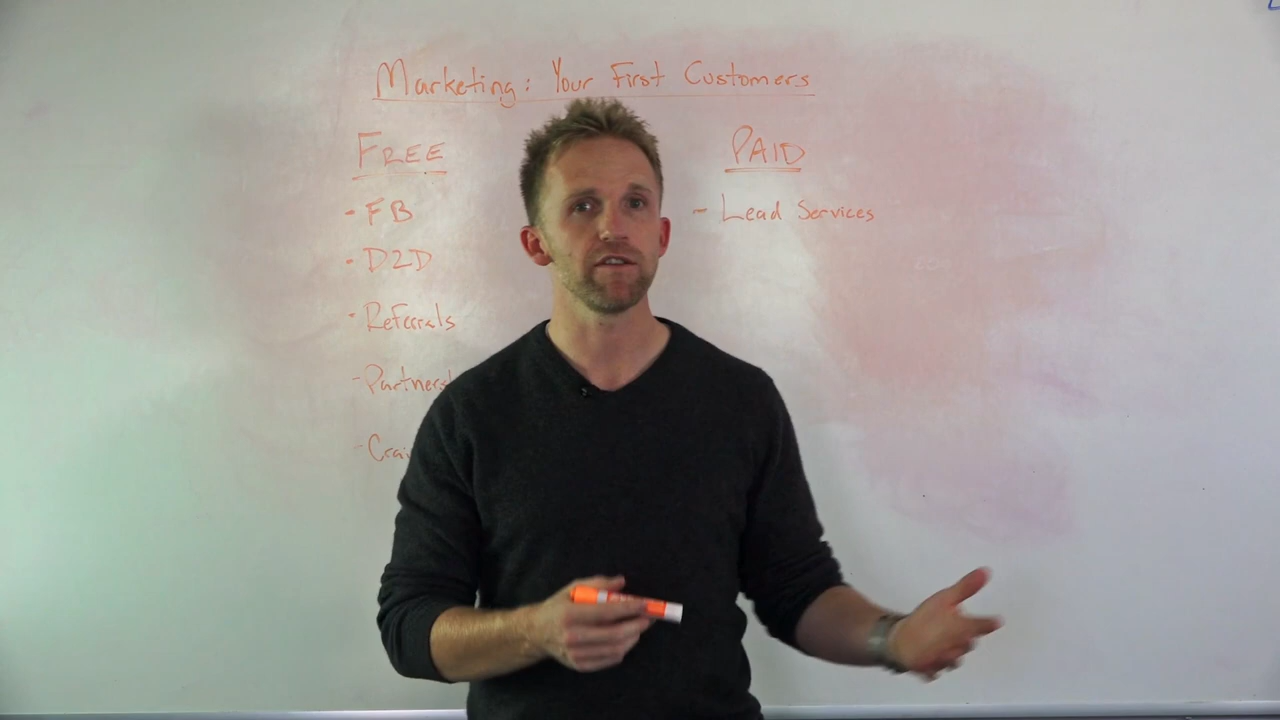 Marketing: Your First Customers
FREE
- FB
- D2D
- Referrals
PAID
- Lead Services